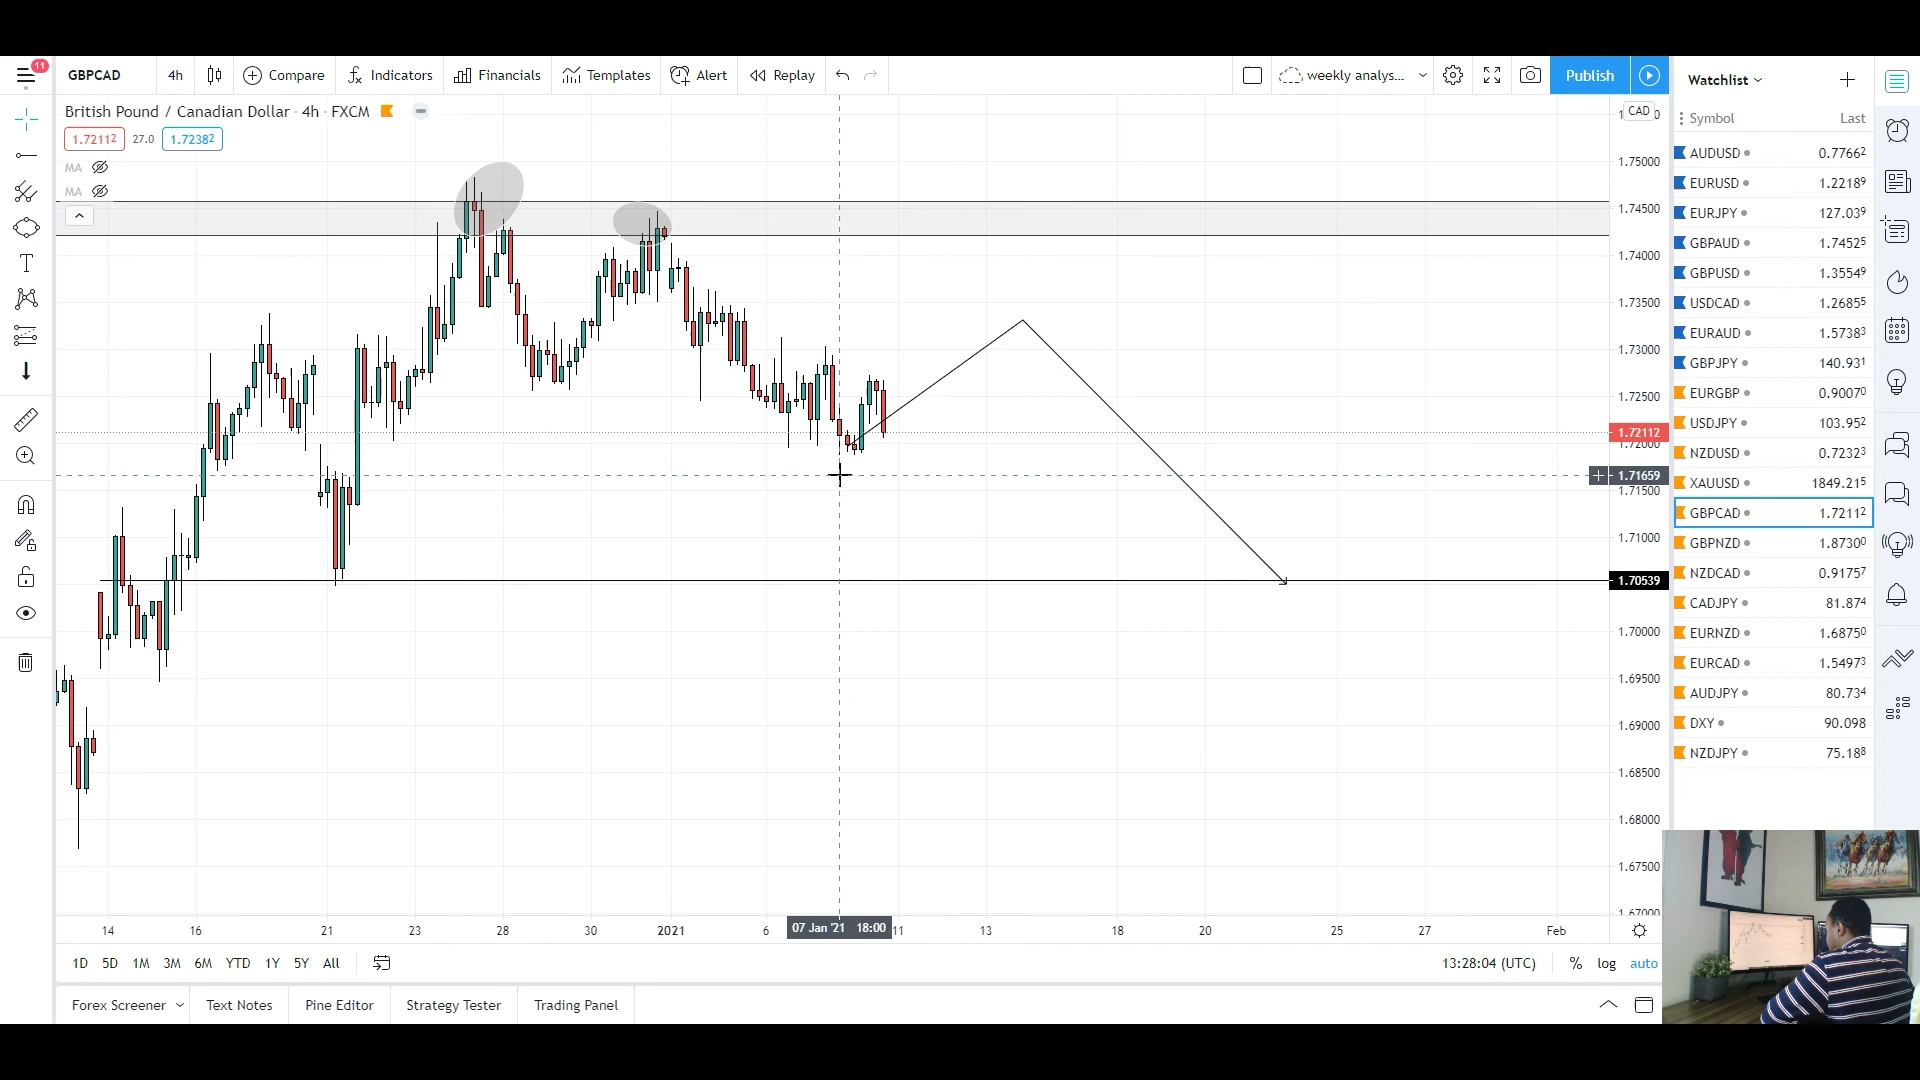 11
GBPCAD 4h Compare Indicators Financials Templates Alert Replay weekly analys... Publish
British Pound / Canadian Dollar · 4h · FXCM
1.72112 27.0 1.72382
MA
MA
CAD
1.75000
1.74500
1.74000
1.73500
1.73000
1.72500
1.72112
1.72000
1.71659
1.71500
1.71000
1.70539
1.70000
1.69500
1.69000
1.68500
1.68000
1.67500
1.67000
14 16 21 23 28 30 2021 6 07 Jan '21 18:00 11 13 18 20 25 27 Feb
1D 5D 1M 3M 6M YTD 1Y 5Y All 13:28:04 (UTC) % log auto
Forex Screener Text Notes Pine Editor Strategy Tester Trading Panel
Watchlist
Symbol Last
AUDUSD 0.77662
EURUSD 1.22189
EURJPY 127.039
GBPAUD 1.74525
GBPUSD 1.35549
USDCAD 1.26855
EURAUD 1.57383
GBPJPY 140.931
EURGBP 0.90070
USDJPY 103.952
NZDUSD 0.72323
XAUUSD 1849.215
GBPCAD 1.72112
GBPNZD 1.87300
NZDCAD 0.91757
CADJPY 81.874
EURNZD 1.68750
EURCAD 1.54973
AUDJPY 80.734
DXY 90.098
NZDJPY 75.188